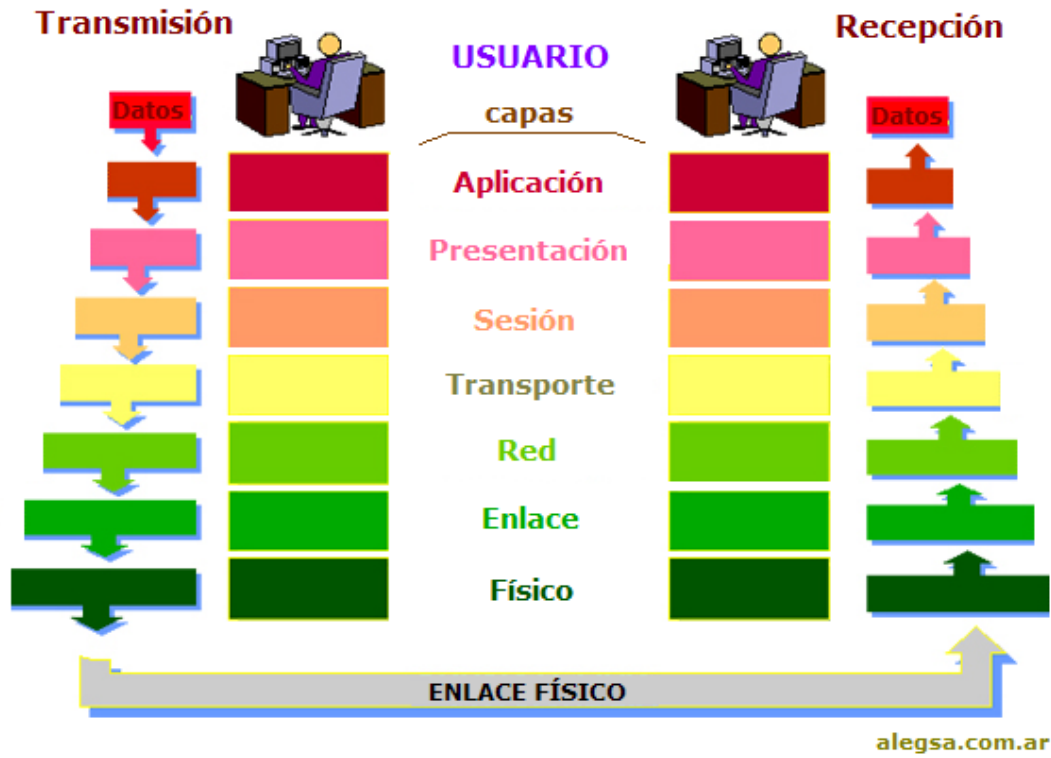 Transmisión
USUARIO
Recepción
Datos
capas
Datos
Aplicación
Presentación
Sesión
Transporte
Red
Enlace
Físico
ENLACE FÍSICO
alegsa.com.ar